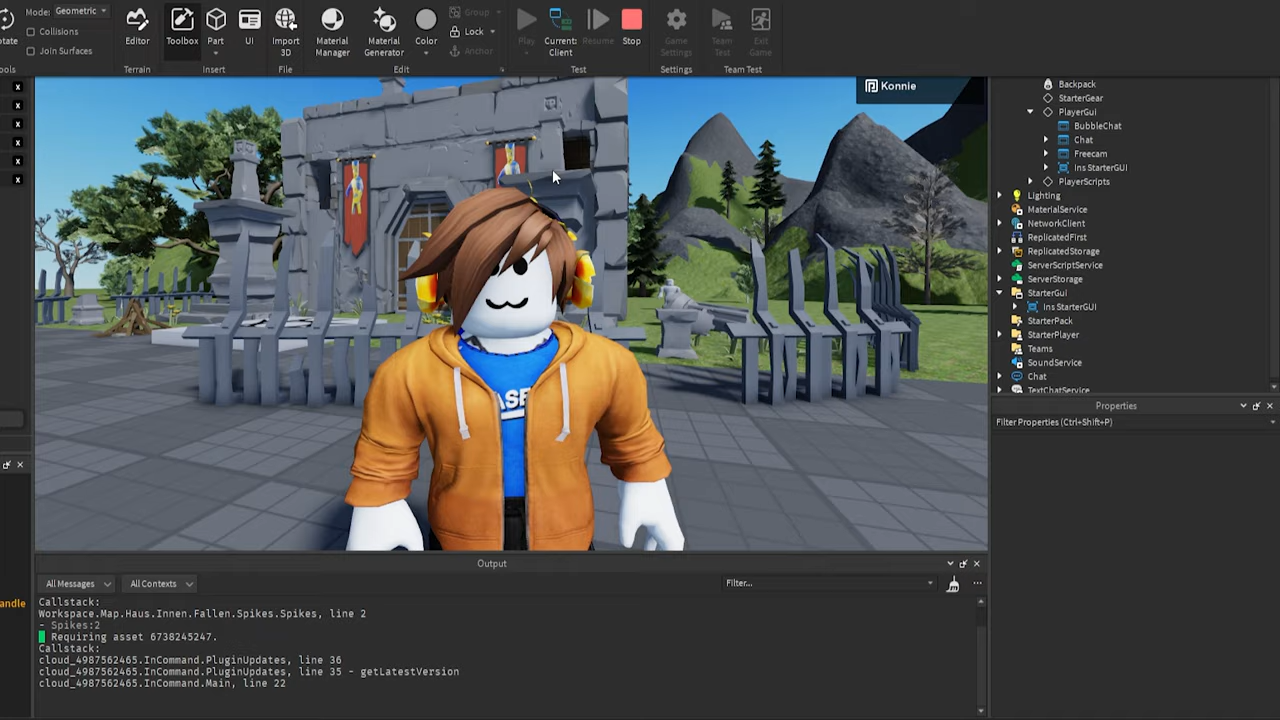 Mode: Geometric
Collisions
Join Surfaces
Editor
Toolbox
Part
UI
Import
3D
Material
Manager
Material
Generator
Color
Group
Lock
Anchor
Play
Current:
Client
Resume
Stop
Game
Settings
Team
Test
Exit
Game
Terrain
Insert
File
Edit
Test
Settings
Team Test
Konnie
Backpack
StarterGear
PlayerGui
BubbleChat
Chat
Freecam
Ins StarterGUI
PlayerScripts
Lighting
MaterialService
NetworkClient
ReplicatedFirst
ReplicatedStorage
ServerScriptService
ServerStorage
StarterGui
Ins StarterGUI
StarterPack
StarterPlayer
Teams
SoundService
Chat
TextChatService
Properties
Filter Properties (Ctrl+Shift+P)
Output
All Messages
All Contexts
Filter...
Callstack:
Workspace.Map.Haus.Innen.Fallen.Spikes.Spikes, line 2
- Spikes:2
Requiring asset 6738245247.
Callstack:
cloud_4987562465.InCommand.PluginUpdates, line 36
cloud_4987562465.InCommand.PluginUpdates, line 35 - getLatestVersion
cloud_4987562465.InCommand.Main, line 22